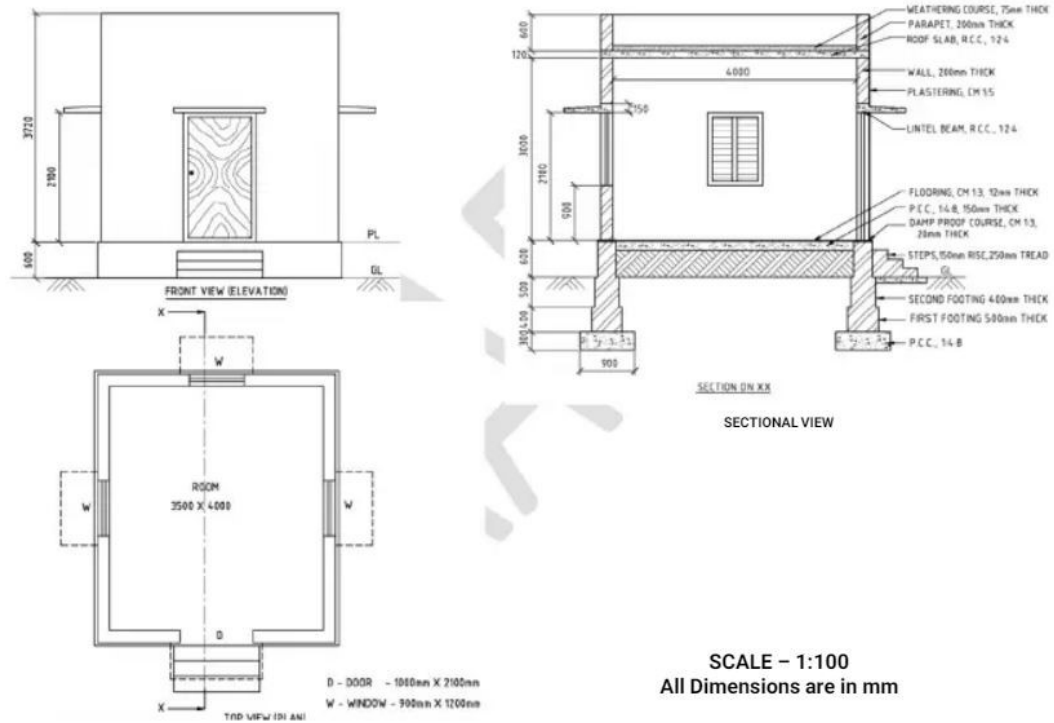 3720
2100
600
PL
GL
FRONT VIEW (ELEVATION)
600
120
3000
2100
900
600
500
400
300
900
4000
150
WEATHERING COURSE, 75mm THICK
PARAPET, 200mm THICK
ROOF SLAB, R.C.C., 1:2:4
WALL, 200mm THICK
PLASTERING, CM 1:5
LINTEL BEAM, R.C.C., 1:2:4
FLOORING, CM 1:3, 12mm THICK
P.C.C., 1:4:8, 150mm THICK
DAMP PROOF COURSE, CM 1:3,
20mm THICK
STEPS,150mm RISE,250mm TREAD
GL
SECOND FOOTING 400mm THICK
FIRST FOOTING 500mm THICK
P.C.C., 1:4:8
SECTION ON XX
SECTIONAL VIEW
X
W
W
ROOM
3500 X 4000
W
D
X
TOP VIEW (PLAN)
D - DOOR - 1000mm X 2100mm
W - WINDOW - 900mm X 1200mm
SCALE – 1:100
All Dimensions are in mm